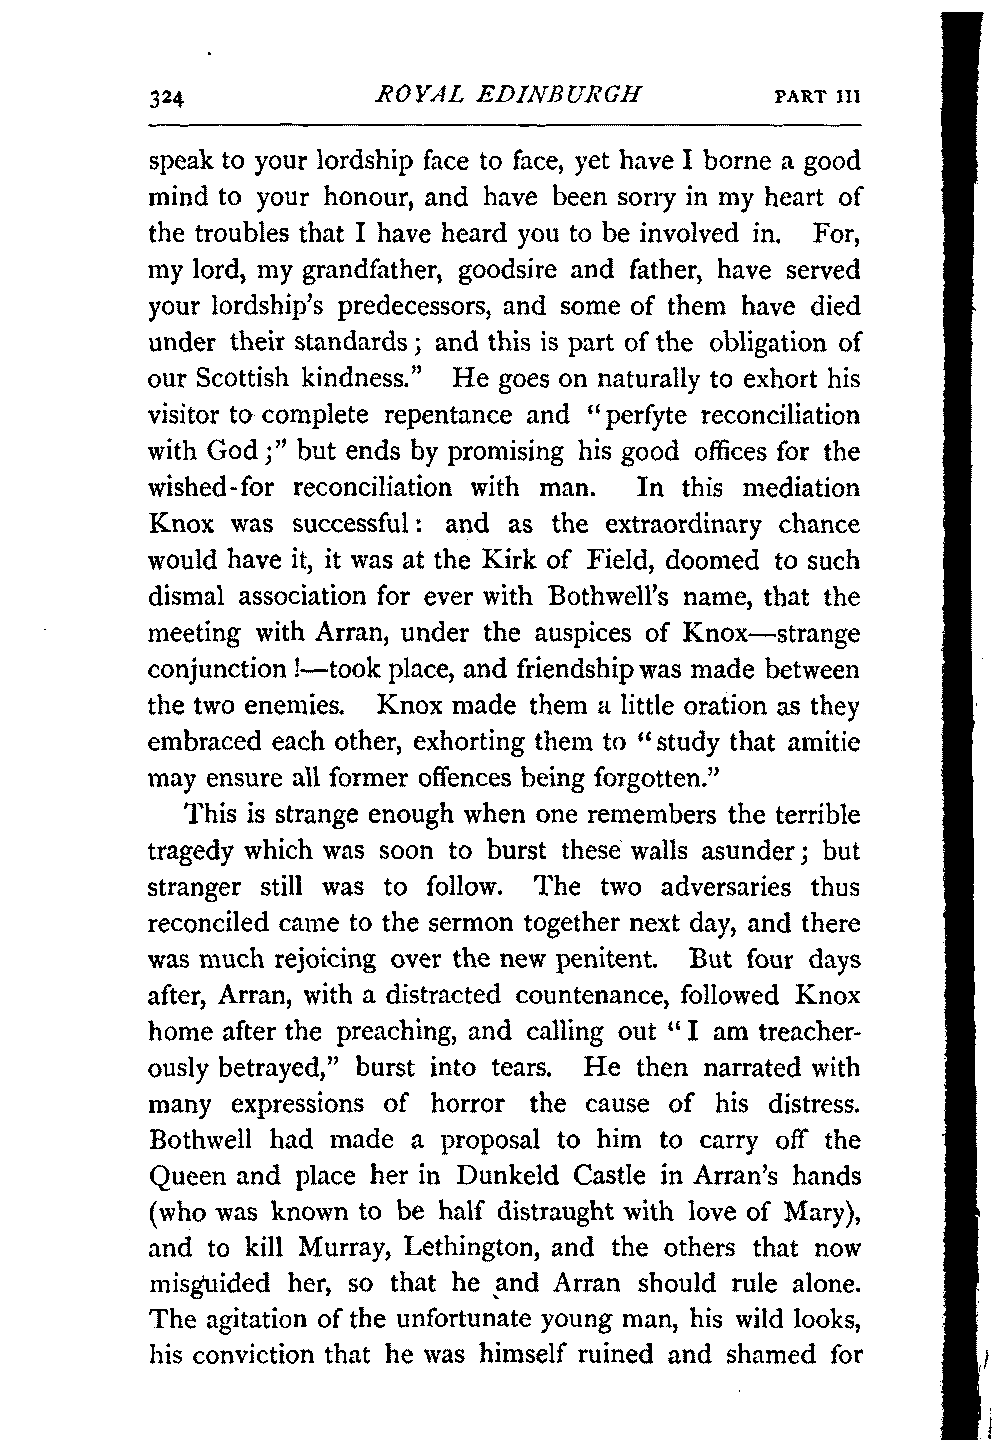 324 ROYAL EDINBURGH PART III
speak to your lordship face to face, yet have I borne a good
mind to your honour, and have been sorry in my heart of
the troubles that I have heard you to be involved in. For,
my lord, my grandfather, goodsire and father, have served
your lordship's predecessors, and some of them have died
under their standards; and this is part of the obligation of
our Scottish kindness." He goes on naturally to exhort his
visitor to complete repentance and "perfyte reconciliation
with God;" but ends by promising his good offices for the
wished-for reconciliation with man. In this mediation
Knox was successful: and as the extraordinary chance
would have it, it was at the Kirk of Field, doomed to such
dismal association for ever with Bothwell's name, that the
meeting with Arran, under the auspices of Knox—strange
conjunction!—took place, and friendship was made between
the two enemies. Knox made them a little oration as they
embraced each other, exhorting them to "study that amitie
may ensure all former offences being forgotten."
This is strange enough when one remembers the terrible
tragedy which was soon to burst these walls asunder; but
stranger still was to follow. The two adversaries thus
reconciled came to the sermon together next day, and there
was much rejoicing over the new penitent. But four days
after, Arran, with a distracted countenance, followed Knox
home after the preaching, and calling out "I am treacher-
ously betrayed," burst into tears. He then narrated with
many expressions of horror the cause of his distress.
Bothwell had made a proposal to him to carry off the
Queen and place her in Dunkeld Castle in Arran's hands
(who was known to be half distraught with love of Mary),
and to kill Murray, Lethington, and the others that now
misguided her, so that he and Arran should rule alone.
The agitation of the unfortunate young man, his wild looks,
his conviction that he was himself ruined and shamed for